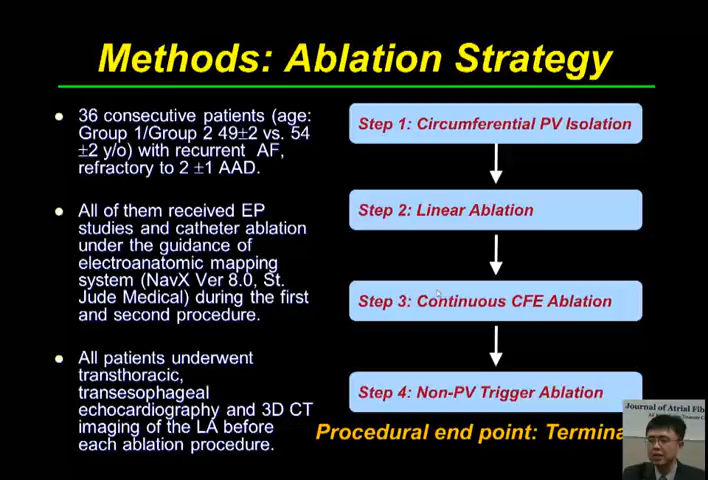 Methods: Ablation Strategy
36 consecutive patients (age:
Group 1/Group 2 49±2 vs. 54
±2 y/o) with recurrent AF,
refractory to 2 ±1 AAD.
All of them received EP
studies and catheter ablation
under the guidance of
electroanatomic mapping
system (NavX Ver 8.0, St.
Jude Medical) during the first
and second procedure.
All patients underwent
transthoracic,
transesophageal
echocardiography and 3D CT
imaging of the LA before
each ablation procedure.
Step 1: Circumferential PV Isolation
Step 2: Linear Ablation
Step 3: Continuous CFE Ablation
Step 4: Non-PV Trigger Ablation
Procedural end point: Termina
Journal of Atrial Fib